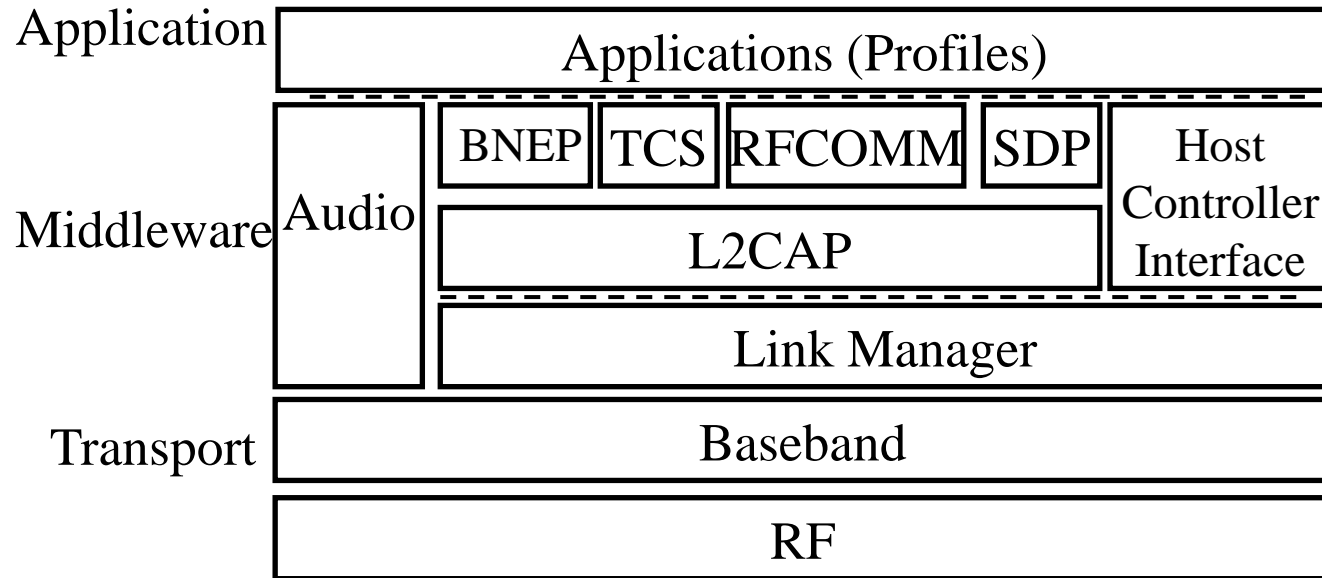 Application
Applications (Profiles)
BNEP
TCS
RFCOMM
SDP
Host
Controller
Interface
Middleware
Audio
L2CAP
Link Manager
Transport
Baseband
RF